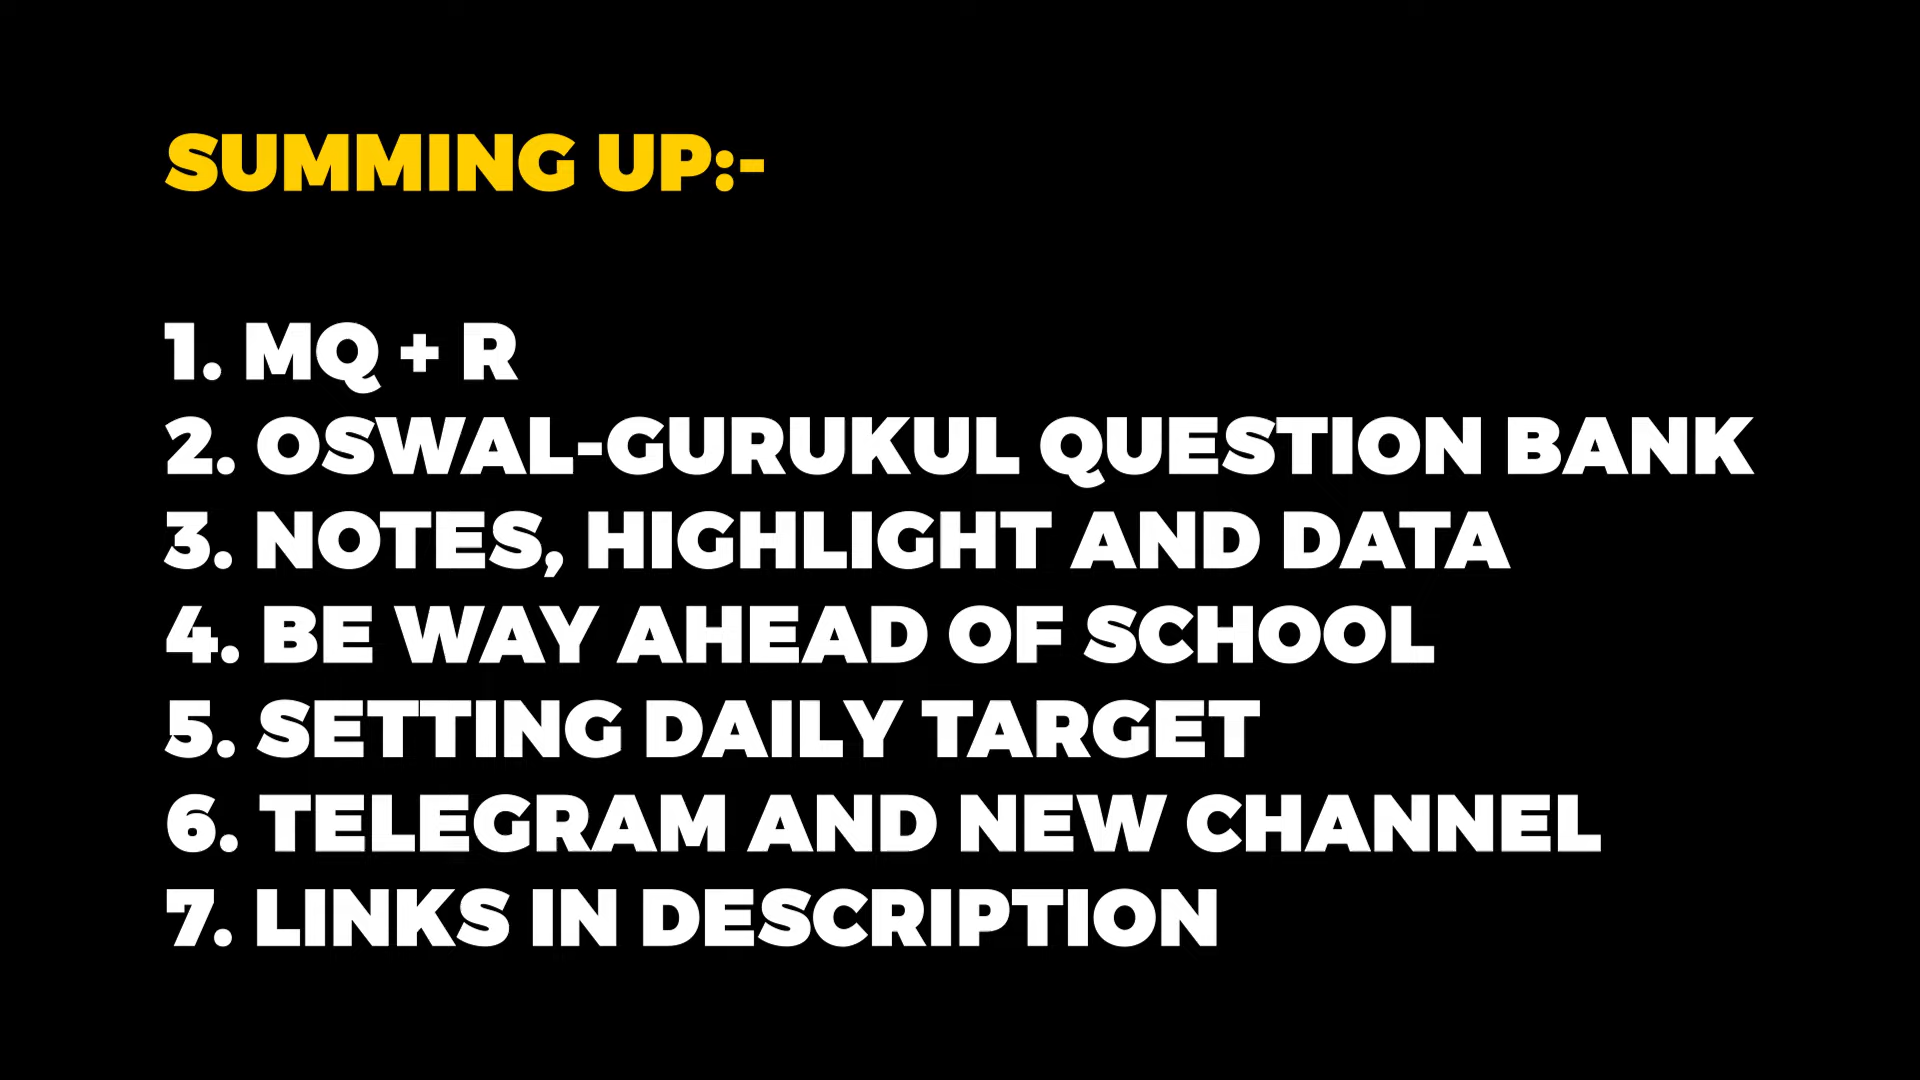 SUMMING UP:-
1. MQ + R
2. OSWAL-GURUKUL QUESTION BANK
3. NOTES, HIGHLIGHT AND DATA
4. BE WAY AHEAD OF SCHOOL
5. SETTING DAILY TARGET
6. TELEGRAM AND NEW CHANNEL
7. LINKS IN DESCRIPTION